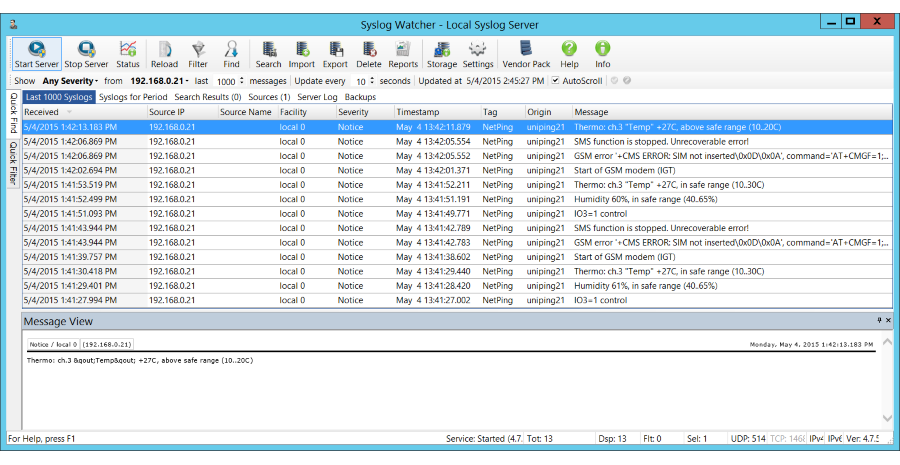 Syslog Watcher - Local Syslog Server
Start Server Stop Server Status Reload Filter Find Search Import Export Delete Reports Storage Settings Vendor Pack Help Info
Show Any Severity from 192.168.0.21 last 1000 messages Update every 10 seconds Updated at 5/4/2015 2:45:27 PM AutoScroll
Quick Find
Quick Filter
Last 1000 Syslogs Syslogs for Period Search Results (0) Sources (1) Server Log Backups
Received Source IP Source Name Facility Severity Timestamp Tag Origin Message
5/4/2015 1:42:13.183 PM 192.168.0.21 local 0 Notice May 4 13:42:11.879 NetPing uniping21 Thermo: ch.3 "Temp" +27C, above safe range (10..20C)
5/4/2015 1:42:06.869 PM 192.168.0.21 local 0 Notice May 4 13:42:05.554 NetPing uniping21 SMS function is stopped. Unrecoverable error!
5/4/2015 1:42:06.869 PM 192.168.0.21 local 0 Notice May 4 13:42:05.552 NetPing uniping21 GSM error '+CMS ERROR: SIM not inserted\0x0D\0x0A', command='AT+CMGF=1;...
5/4/2015 1:42:02.694 PM 192.168.0.21 local 0 Notice May 4 13:42:01.371 NetPing uniping21 Start of GSM modem (IGT)
5/4/2015 1:41:53.519 PM 192.168.0.21 local 0 Notice May 4 13:41:52.211 NetPing uniping21 Thermo: ch.3 "Temp" +27C, in safe range (10..30C)
5/4/2015 1:41:52.499 PM 192.168.0.21 local 0 Notice May 4 13:41:51.191 NetPing uniping21 Humidity 60%, in safe range (40..65%)
5/4/2015 1:41:51.093 PM 192.168.0.21 local 0 Notice May 4 13:41:49.771 NetPing uniping21 IO3=1 control
5/4/2015 1:41:43.944 PM 192.168.0.21 local 0 Notice May 4 13:41:42.789 NetPing uniping21 SMS function is stopped. Unrecoverable error!
5/4/2015 1:41:43.944 PM 192.168.0.21 local 0 Notice May 4 13:41:42.783 NetPing uniping21 GSM error '+CMS ERROR: SIM not inserted\0x0D\0x0A', command='AT+CMGF=1;...
5/4/2015 1:41:39.757 PM 192.168.0.21 local 0 Notice May 4 13:41:38.602 NetPing uniping21 Start of GSM modem (IGT)
5/4/2015 1:41:30.418 PM 192.168.0.21 local 0 Notice May 4 13:41:29.440 NetPing uniping21 Thermo: ch.3 "Temp" +27C, in safe range (10..30C)
5/4/2015 1:41:29.401 PM 192.168.0.21 local 0 Notice May 4 13:41:28.420 NetPing uniping21 Humidity 61%, in safe range (40..65%)
5/4/2015 1:41:27.994 PM 192.168.0.21 local 0 Notice May 4 13:41:27.002 NetPing uniping21 IO3=1 control
Message View
Notice / local 0 (192.168.0.21) Monday, May 4, 2015 1:42:13.183 PM
Thermo: ch.3 &qout;Temp&qout; +27C, above safe range (10..20C)
For Help, press F1 Service: Started (4.7. Tot: 13 Dsp: 13 Flt: 0 Sel: 1 UDP: 514 TCP: 1468 IPv4 IPv6 Ver: 4.7.5